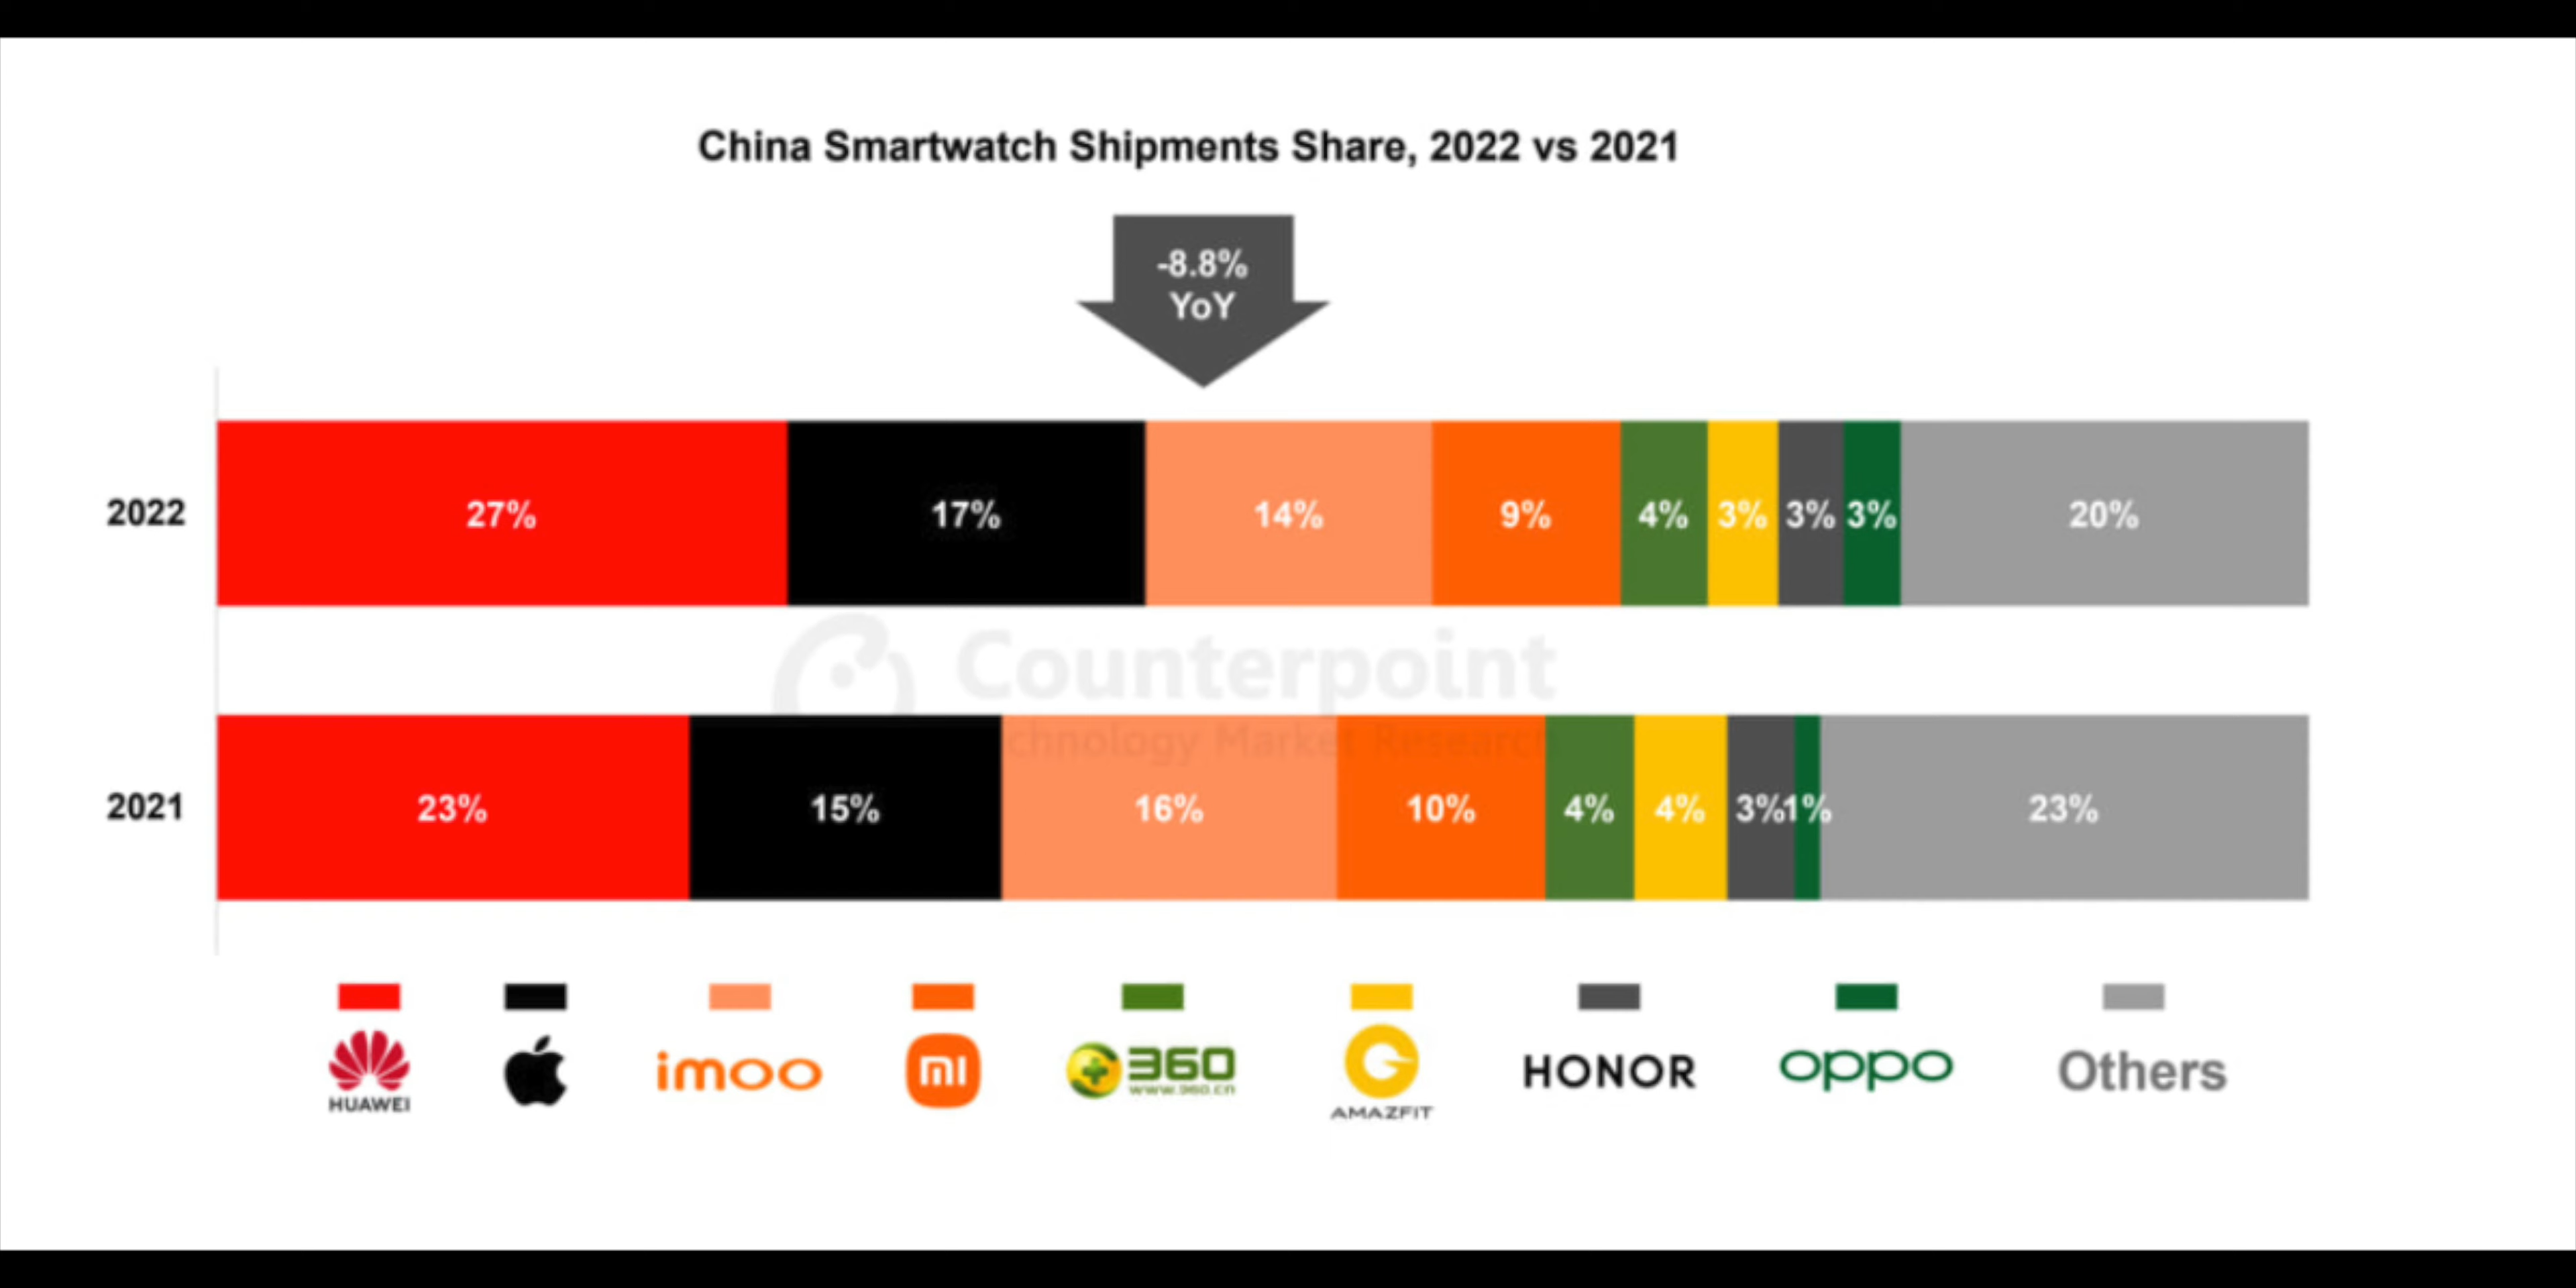 China Smartwatch Shipments Share, 2022 vs 2021
-8.8%
YoY
2022
27% 17% 14% 9% 4% 3% 3% 3% 20%
Counterpoint
Market Research
2021
23% 15% 16% 10% 4% 4% 3% 1% 23%
HUAWEI
imoo
mi
360
www.360.cn
AMAZFIT
HONOR
oppo
Others